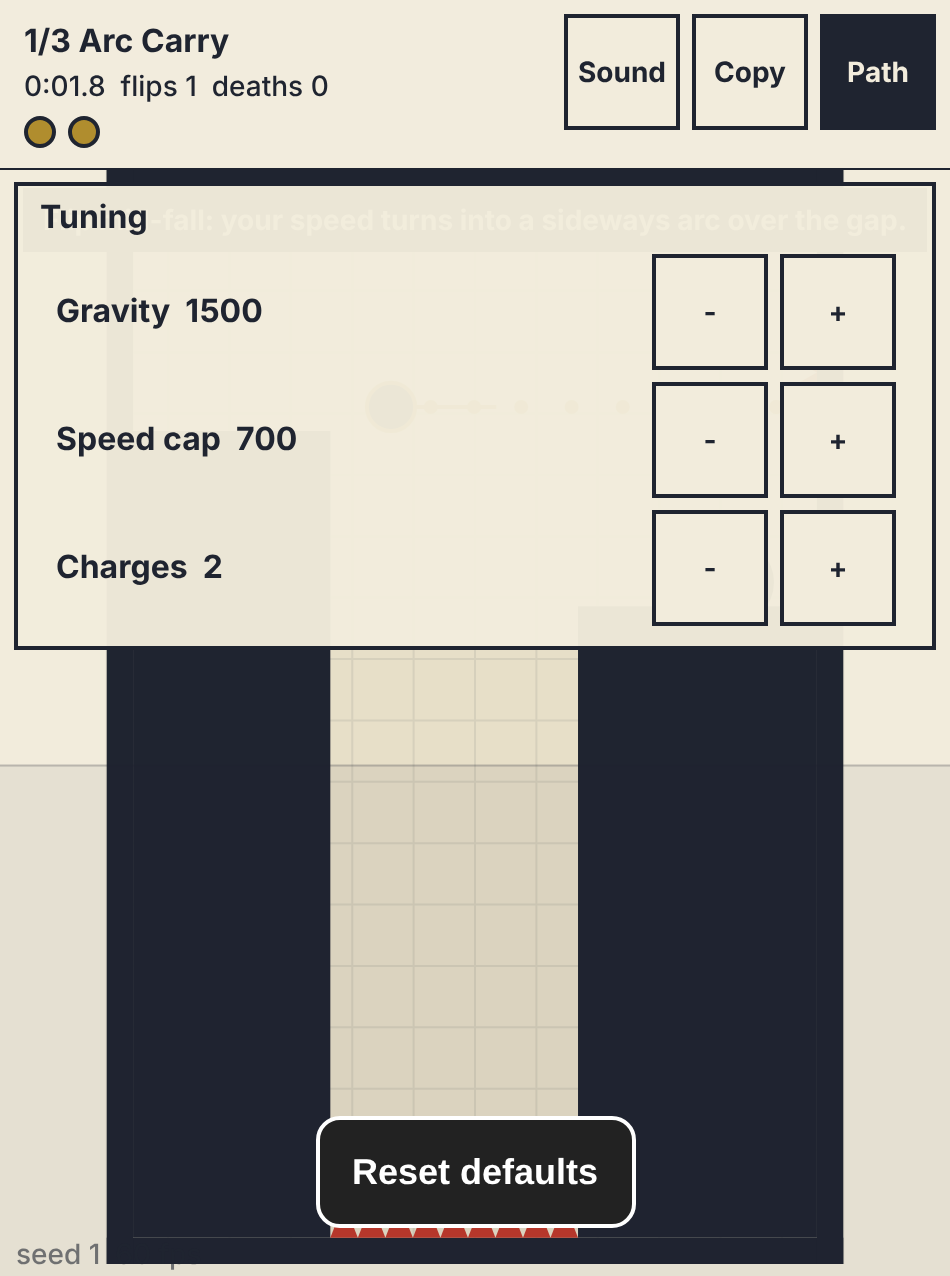 1/3 Arc Carry
0:01.8 flips 1 deaths 0
Sound
Copy
Path
Tuning
-fall: your speed turns into a sideways arc over the gap.
Gravity 1500
-
+
Speed cap 700
-
+
Charges 2
-
+
Reset defaults
seed 1